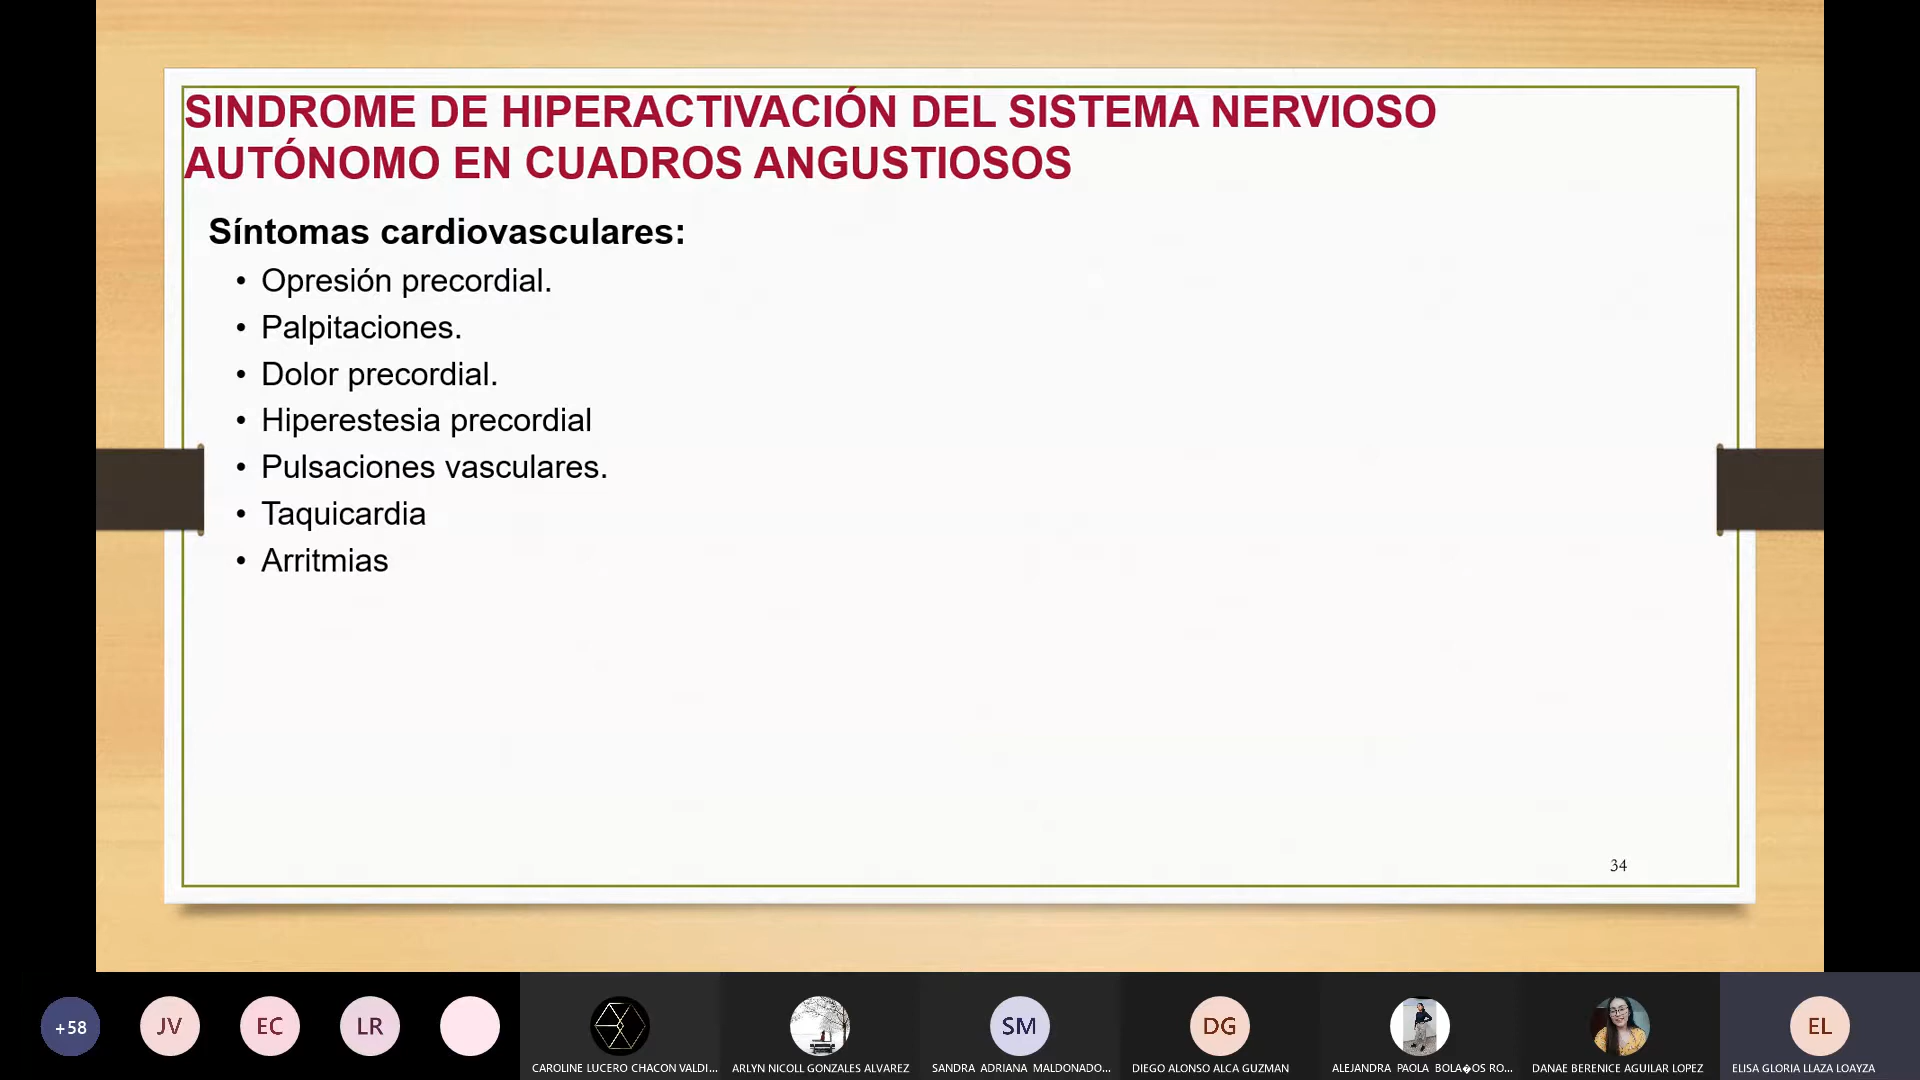 SINDROME DE HIPERACTIVACIÓN DEL SISTEMA NERVIOSO
AUTÓNOMO EN CUADROS ANGUSTIOSOS
Síntomas cardiovasculares:
• Opresión precordial.
• Palpitaciones.
• Dolor precordial.
• Hiperestesia precordial
• Pulsaciones vasculares.
• Taquicardia
• Arritmias
34
+58
JV
EC
LR
SM
DG
EL
CAROLINE LUCERO CHACON VALDI...
ARLYN NICOLL GONZALES ALVAREZ
SANDRA ADRIANA MALDONADO...
DIEGO ALONSO ALCA GUZMAN
ALEJANDRA PAOLA BOLA�OS RO...
DANAE BERENICE AGUILAR LOPEZ
ELISA GLORIA LLAZA LOAYZA